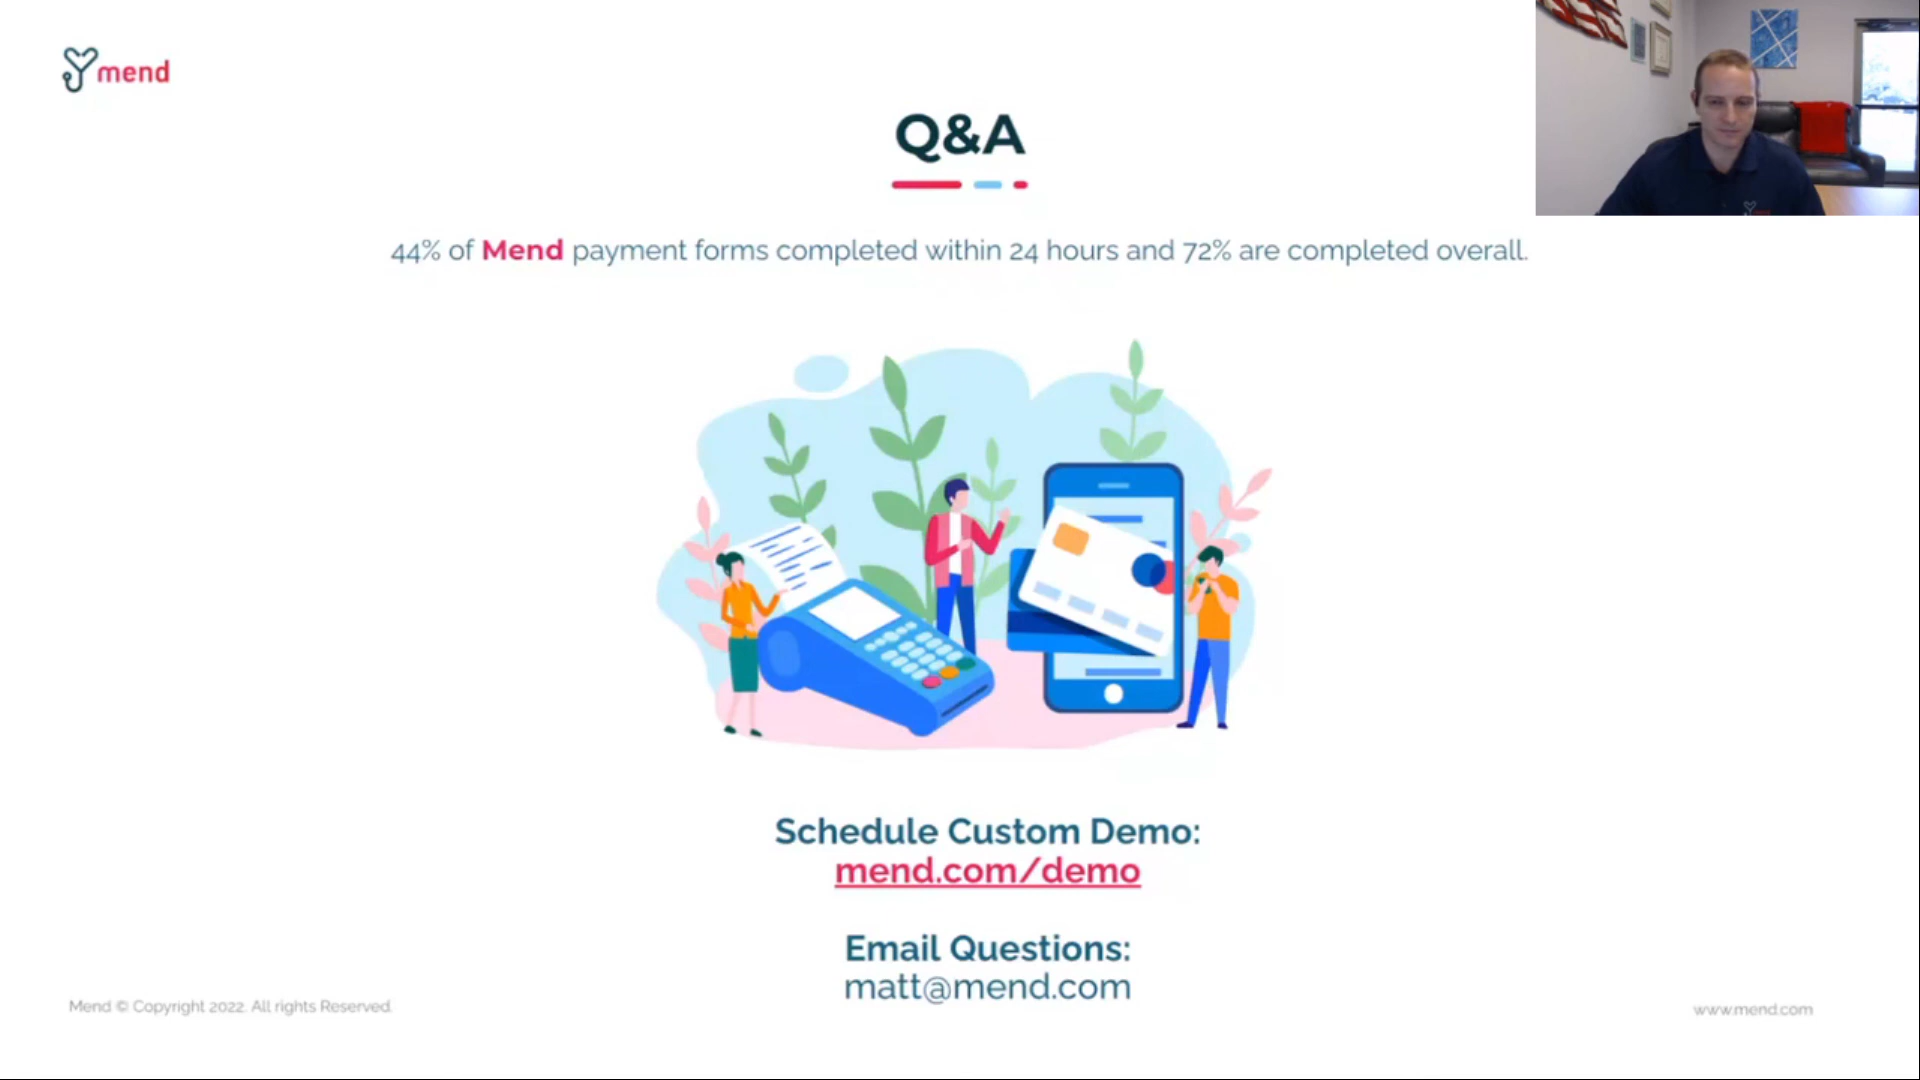 mend
Q&A
44% of Mend payment forms completed within 24 hours and 72% are completed overall.
Schedule Custom Demo:
mend.com/demo
Email Questions:
matt@mend.com
Mend © Copyright 2022. All rights Reserved.
www.mend.com